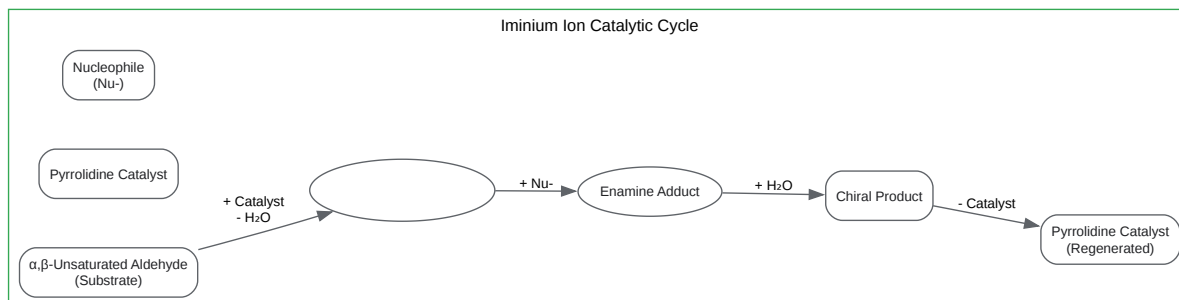 Iminium Ion Catalytic Cycle
Nucleophile
(Nu-)
Pyrrolidine Catalyst
α,β-Unsaturated Aldehyde
(Substrate)
+ Catalyst
- H₂O
+ Nu-
Enamine Adduct
+ H₂O
Chiral Product
- Catalyst
Pyrrolidine Catalyst
(Regenerated)